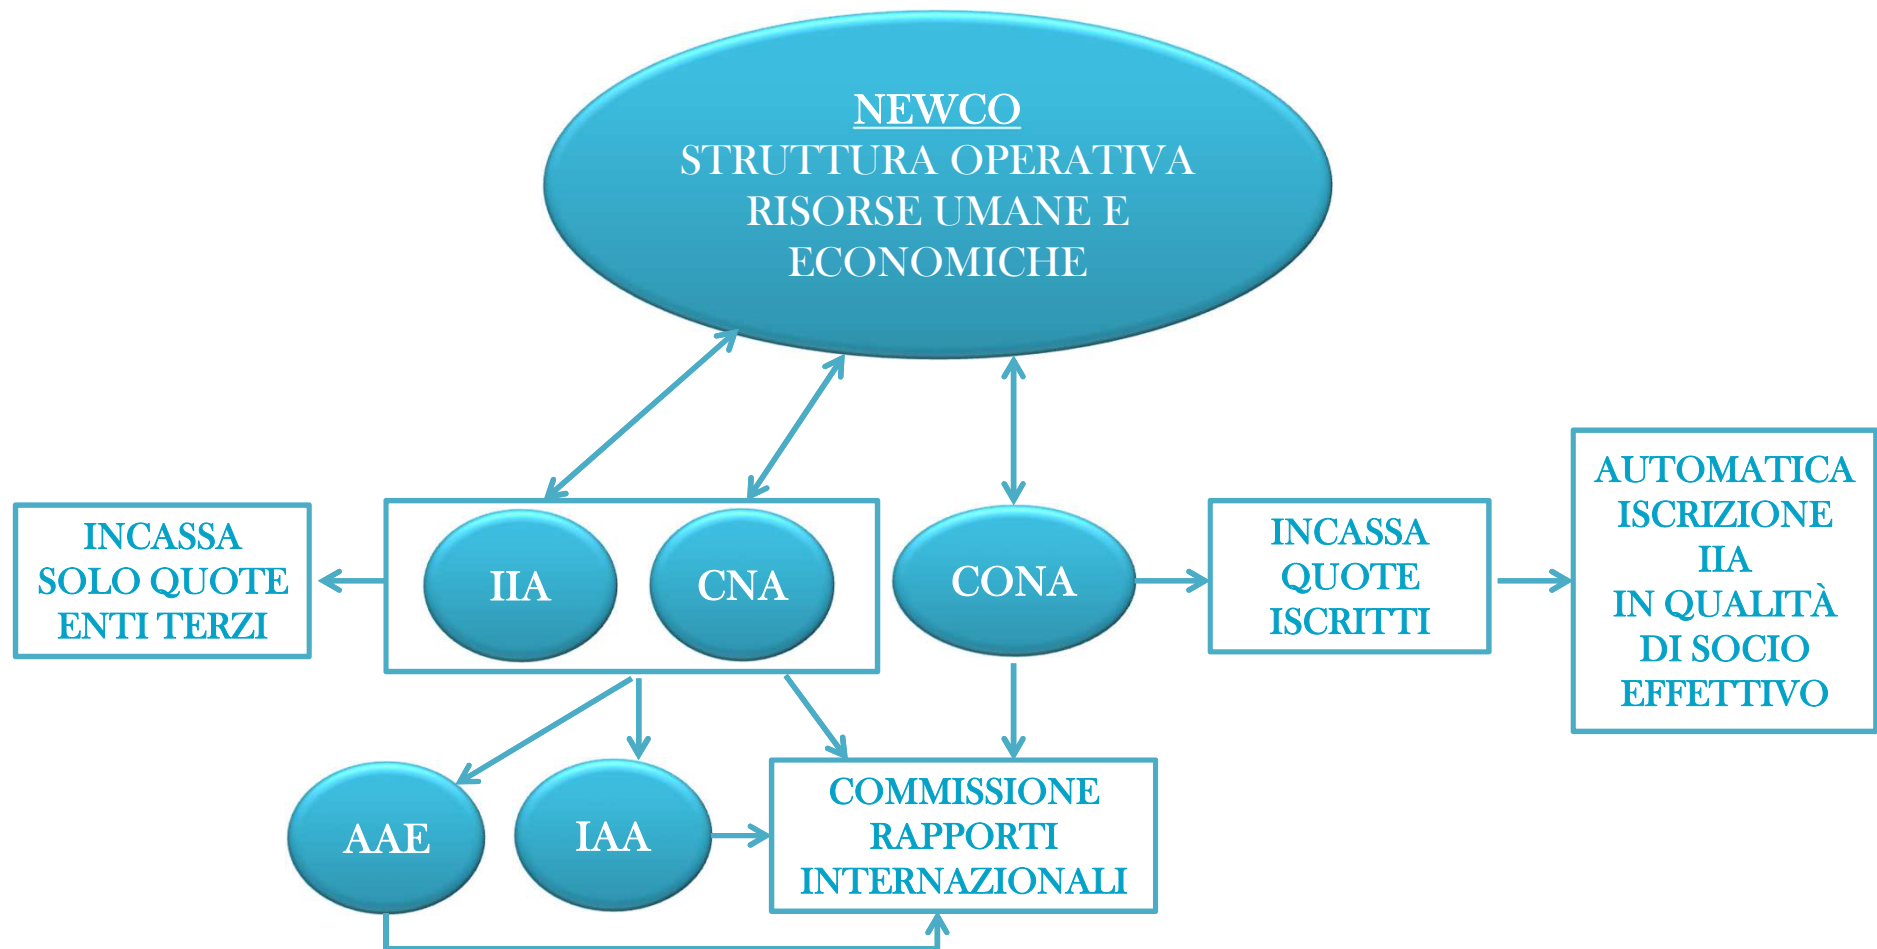 NEWCO
STRUTTURA OPERATIVA
RISORSE UMANE E
ECONOMICHE
INCASSA
SOLO QUOTE
ENTI TERZI
IIA
CNA
CONA
INCASSA
QUOTE
ISCRITTI
AUTOMATICA
ISCRIZIONE
IIA
IN QUALITÀ
DI SOCIO
EFFETTIVO
AAE
IAA
COMMISSIONE
RAPPORTI
INTERNAZIONALI